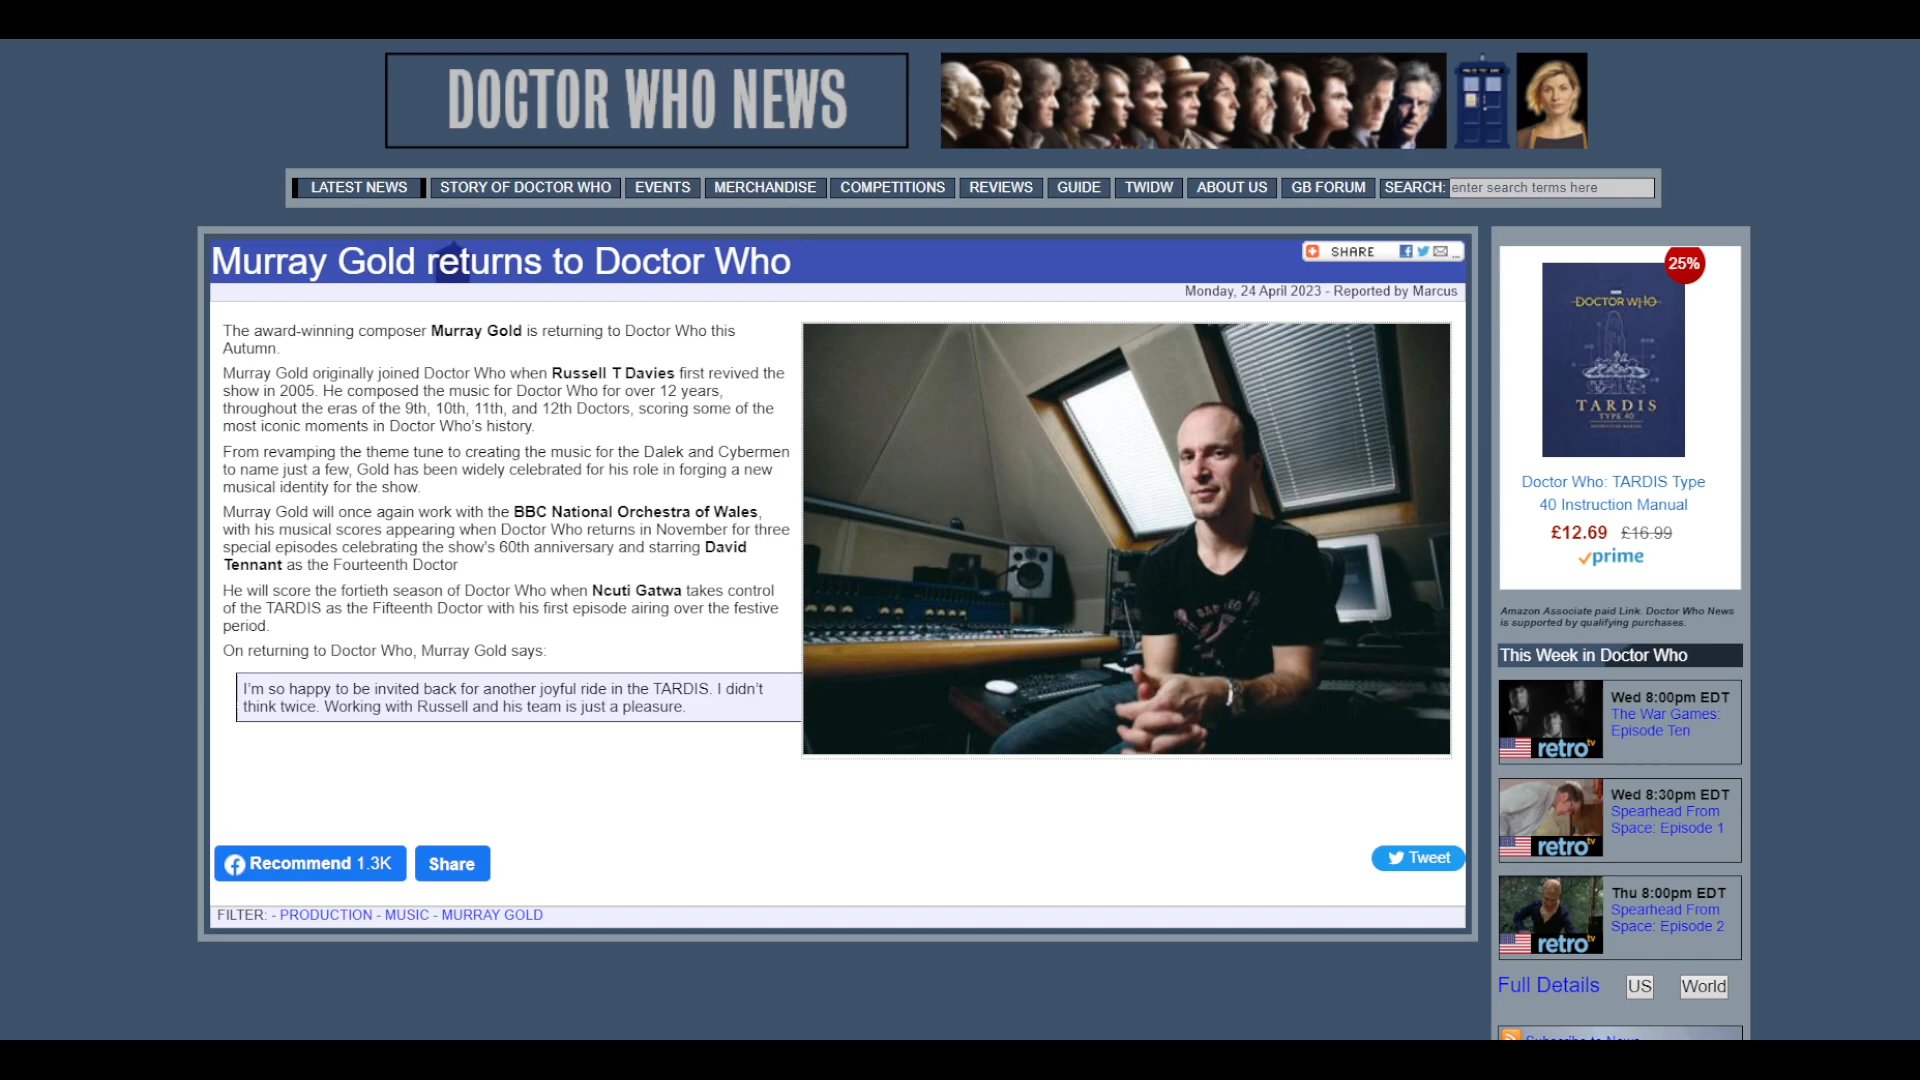 DOCTOR WHO NEWS
LATEST NEWS
STORY OF DOCTOR WHO
EVENTS
MERCHANDISE
COMPETITIONS
REVIEWS
GUIDE
TWIDW
ABOUT US
GB FORUM
SEARCH: enter search terms here
Murray Gold returns to Doctor Who
SHARE
Monday, 24 April 2023 - Reported by Marcus
The award-winning composer Murray Gold is returning to Doctor Who this
Autumn.
Murray Gold originally joined Doctor Who when Russell T Davies first revived the
show in 2005. He composed the music for Doctor Who for over 12 years,
throughout the eras of the 9th, 10th, 11th, and 12th Doctors, scoring some of the
most iconic moments in Doctor Who's history.
From revamping the theme tune to creating the music for the Dalek and Cybermen
to name just a few, Gold has been widely celebrated for his role in forging a new
musical identity for the show.
Murray Gold will once again work with the BBC National Orchestra of Wales,
with his musical scores appearing when Doctor Who returns in November for three
special episodes celebrating the show's 60th anniversary and starring David
Tennant as the Fourteenth Doctor
He will score the fortieth season of Doctor Who when Ncuti Gatwa takes control
of the TARDIS as the Fifteenth Doctor with his first episode airing over the festive
period.
On returning to Doctor Who, Murray Gold says:
I'm so happy to be invited back for another joyful ride in the TARDIS. I didn't
think twice. Working with Russell and his team is just a pleasure.
Recommend 1.3K
Share
Tweet
FILTER: - PRODUCTION - MUSIC - MURRAY GOLD
25%
DOCTOR WHO
TARDIS
TYPE 40
INSTRUCTION MANUAL
Doctor Who: TARDIS Type
40 Instruction Manual
£12.69 £16.99
prime
Amazon Associate paid Link. Doctor Who News
is supported by qualifying purchases.
This Week in Doctor Who
Wed 8:00pm EDT
The War Games:
Episode Ten
retro tv
Wed 8:30pm EDT
Spearhead From
Space: Episode 1
retro tv
Thu 8:00pm EDT
Spearhead From
Space: Episode 2
retro tv
Full Details
US
World